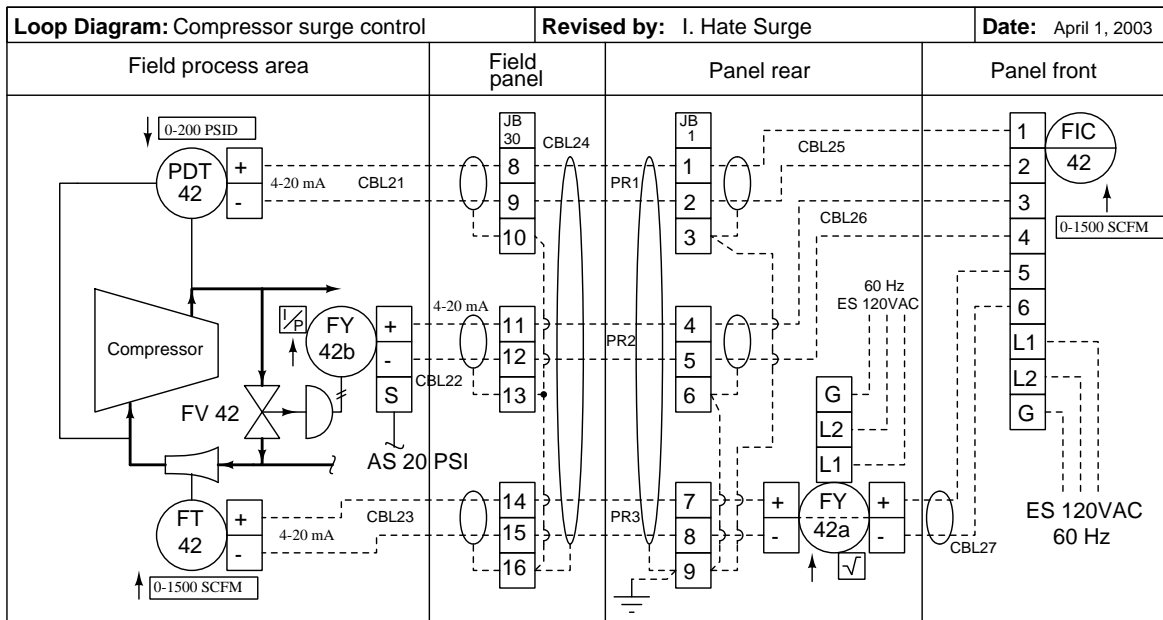 Loop Diagram: Compressor surge control
Revised by: I. Hate Surge
Date: April 1, 2003
Field process area
Field panel
Panel rear
Panel front
0-200 PSID
PDT 42
+
-
4-20 mA
CBL21
JB 30
8
9
10
CBL24
PR1
JB 1
1
2
3
CBL25
CBL26
1
2
3
4
5
6
L1
L2
G
FIC 42
0-1500 SCFM
Compressor
I/P
FY 42b
+
-
S
4-20 mA
CBL22
11
12
13
PR2
4
5
6
60 Hz
ES 120VAC
G
L2
L1
FV 42
AS 20 PSI
FT 42
+
-
4-20 mA
CBL23
0-1500 SCFM
14
15
16
PR3
7
8
9
+
-
FY 42a
+
-
√
CBL27
ES 120VAC
60 Hz